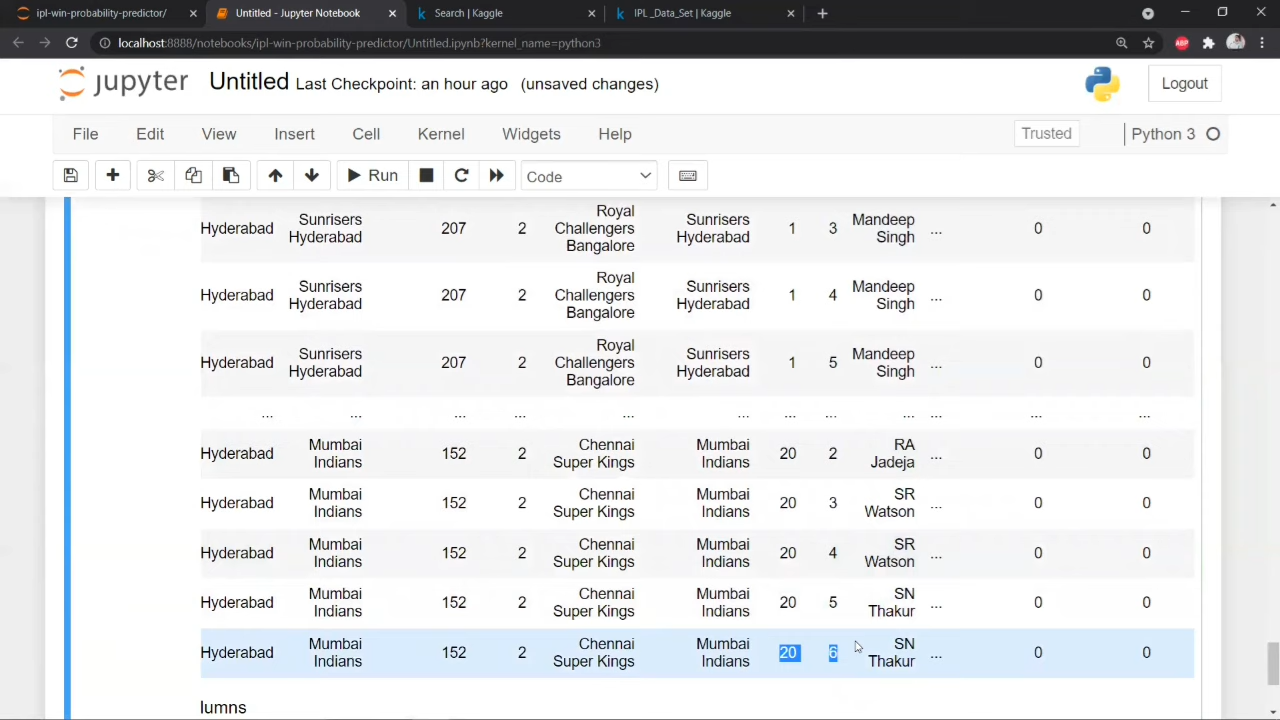 ipl-win-probability-predictor/
Untitled - Jupyter Notebook
Search | Kaggle
IPL _Data_Set | Kaggle
localhost:8888/notebooks/ipl-win-probability-predictor/Untitled.ipynb?kernel_name=python3
ABP
jupyter Untitled Last Checkpoint: an hour ago (unsaved changes)
Logout
File Edit View Insert Cell Kernel Widgets Help
Trusted
Python 3
Run
Code
Hyderabad Sunrisers Hyderabad 207 2 Royal Challengers Bangalore Sunrisers Hyderabad 1 3 Mandeep Singh ... 0 0
Hyderabad Sunrisers Hyderabad 207 2 Royal Challengers Bangalore Sunrisers Hyderabad 1 4 Mandeep Singh ... 0 0
Hyderabad Sunrisers Hyderabad 207 2 Royal Challengers Bangalore Sunrisers Hyderabad 1 5 Mandeep Singh ... 0 0
... ... ... ... ... ... ... ... ... ... ... ...
Hyderabad Mumbai Indians 152 2 Chennai Super Kings Mumbai Indians 20 2 RA Jadeja ... 0 0
Hyderabad Mumbai Indians 152 2 Chennai Super Kings Mumbai Indians 20 3 SR Watson ... 0 0
Hyderabad Mumbai Indians 152 2 Chennai Super Kings Mumbai Indians 20 4 SR Watson ... 0 0
Hyderabad Mumbai Indians 152 2 Chennai Super Kings Mumbai Indians 20 5 SN Thakur ... 0 0
Hyderabad Mumbai Indians 152 2 Chennai Super Kings Mumbai Indians 20 6 SN Thakur ... 0 0
lumns